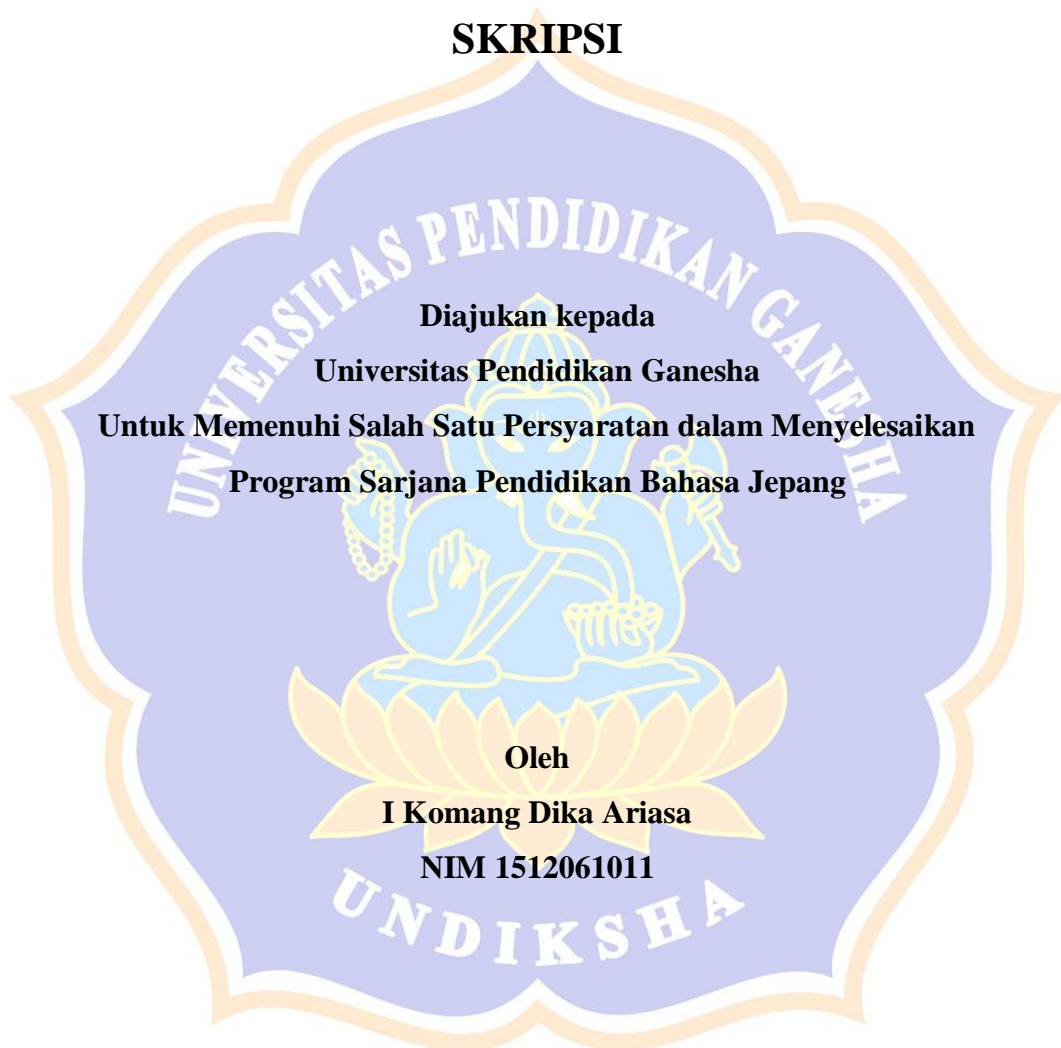 SKRIPSI
UNIVERSITAS PENDIDIKAN GANESHA
Diajukan kepada
Universitas Pendidikan Ganesha
Untuk Memenuhi Salah Satu Persyaratan dalam Menyelesaikan
Program Sarjana Pendidikan Bahasa Jepang
Oleh
I Komang Dika Ariasa
NIM 1512061011
UNDIKSHA